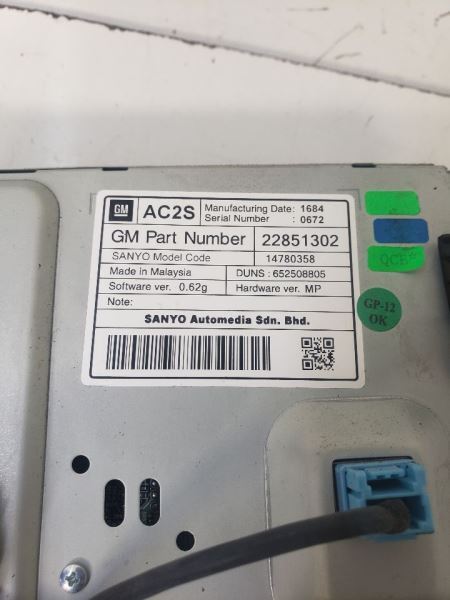 GM
AC2S
Manufacturing Date: 1684
Serial Number : 0672
GM Part Number 22851302
SANYO Model Code 14780358
Made in Malaysia DUNS : 652508805
Software ver. 0.62g Hardware ver. MP
Note:
SANYO Automedia Sdn. Bhd.
GP-12
OK